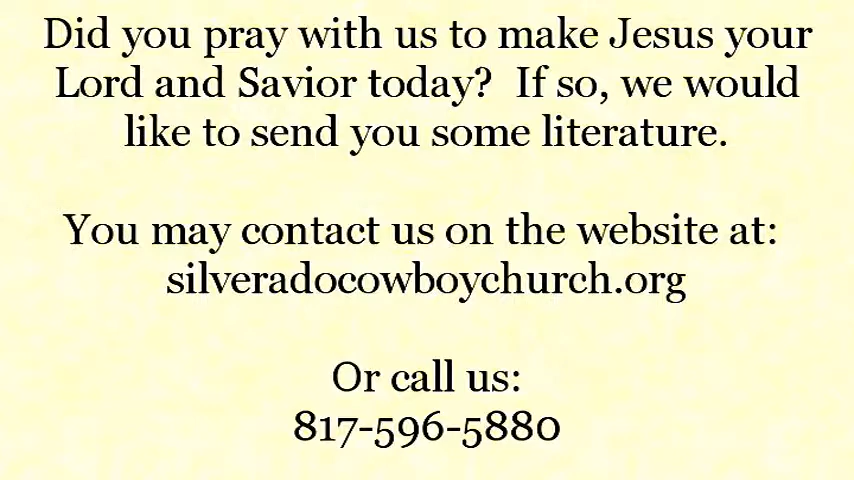 Did you pray with us to make Jesus your
Lord and Savior today?  If so, we would
like to send you some literature.
You may contact us on the website at:
silveradocowboychurch.org
Or call us:
817-596-5880